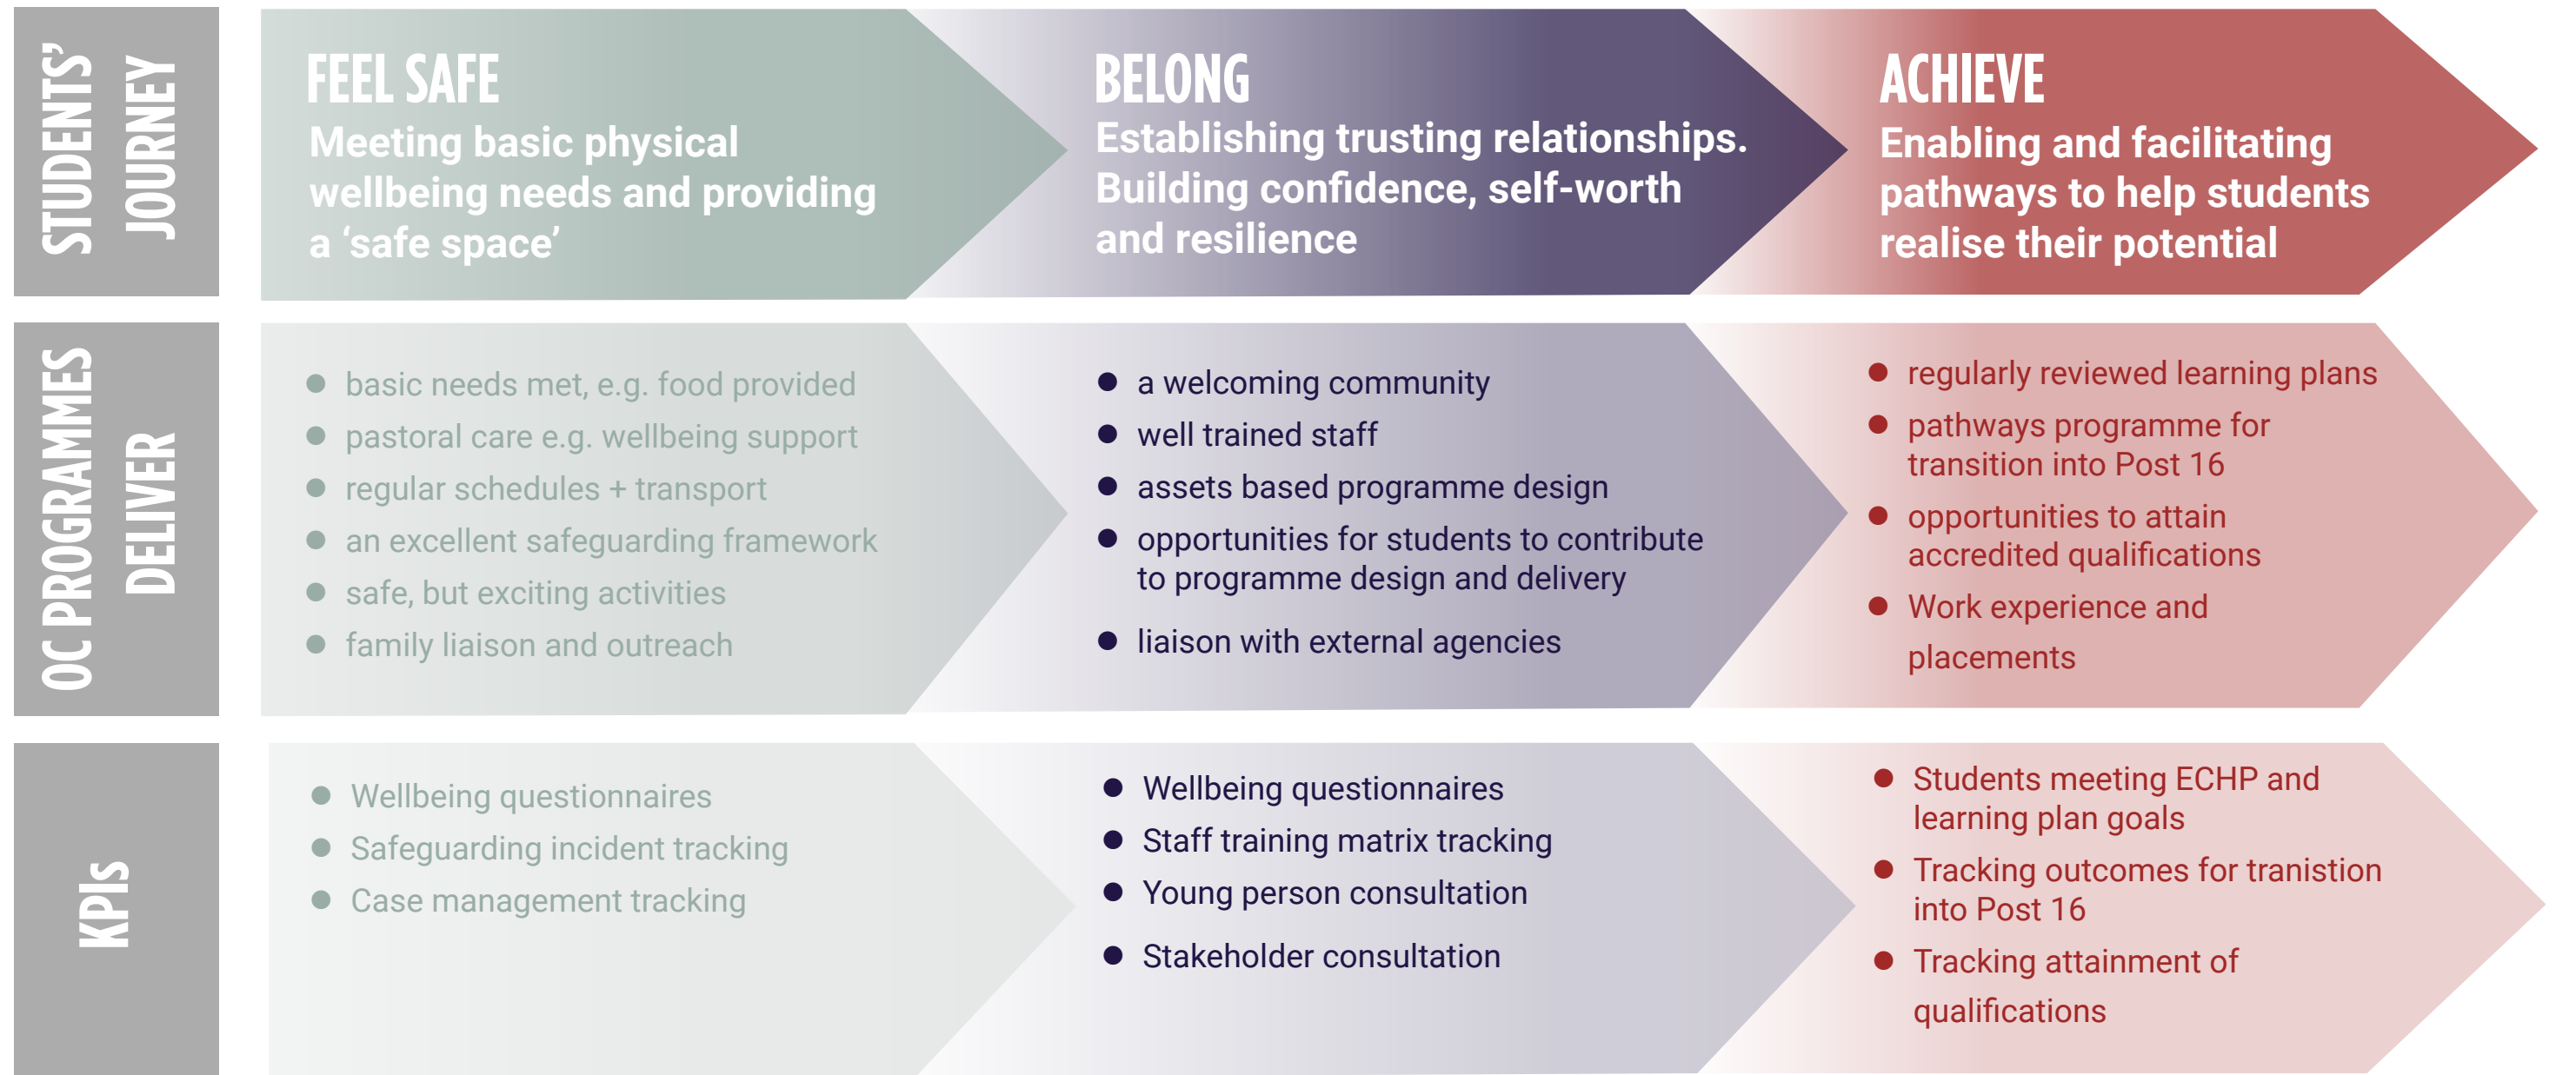 STUDENTS’
JOURNEY
FEEL SAFE
Meeting basic physical
wellbeing needs and providing
a ‘safe space’
BELONG
Establishing trusting relationships.
Building confidence, self-worth
and resilience
ACHIEVE
Enabling and facilitating
pathways to help students
realise their potential
OC PROGRAMMES
DELIVER
basic needs met, e.g. food provided
pastoral care e.g. wellbeing support
regular schedules + transport
an excellent safeguarding framework
safe, but exciting activities
family liaison and outreach
a welcoming community
well trained staff
assets based programme design
opportunities for students to contribute
to programme design and delivery
liaison with external agencies
regularly reviewed learning plans
pathways programme for
transition into Post 16
opportunities to attain
accredited qualifications
Work experience and
placements
KPIs
Wellbeing questionnaires
Safeguarding incident tracking
Case management tracking
Wellbeing questionnaires
Staff training matrix tracking
Young person consultation
Stakeholder consultation
Students meeting ECHP and
learning plan goals
Tracking outcomes for tranistion
into Post 16
Tracking attainment of
qualifications